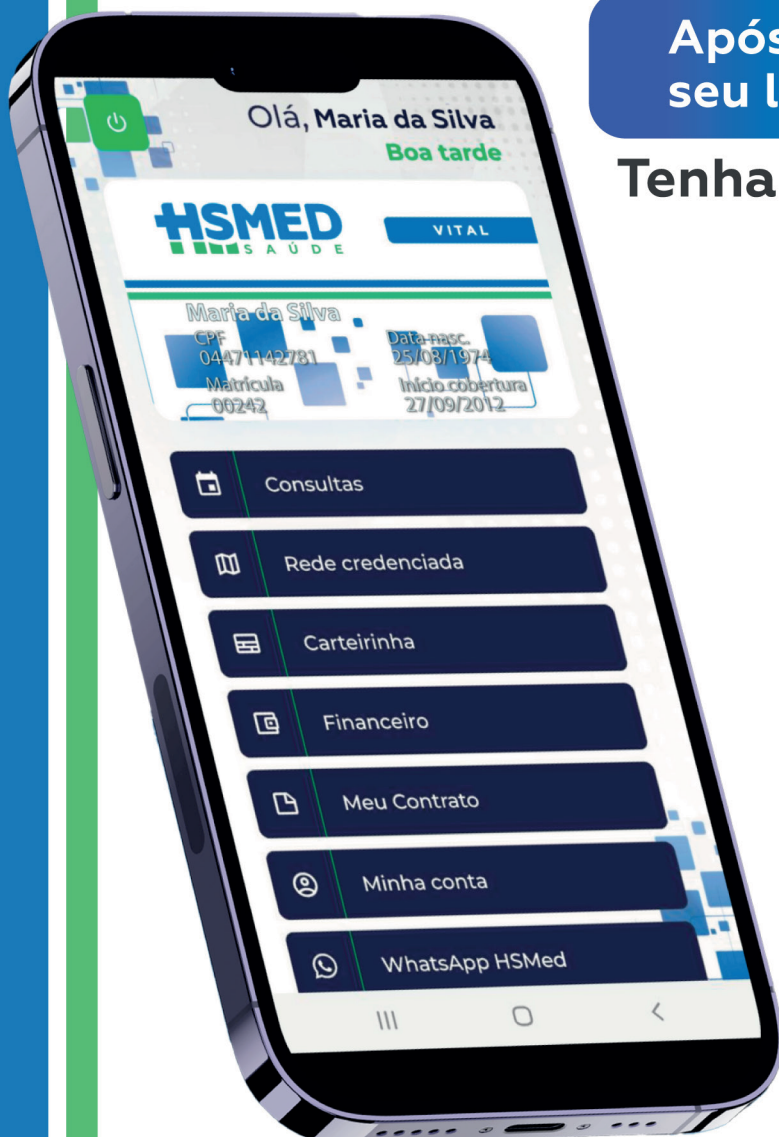 Após
seu l
Tenha
Olá, Maria da Silva
Boa tarde
HSMED
SAÚDE
VITAL
Maria da Silva
CPF
04471142781
Data nasc.
25/08/1974
Matrícula
00242
Início cobertura
27/09/2012
Consultas
Rede credenciada
Carteirinha
Financeiro
Meu Contrato
Minha conta
WhatsApp HSMed